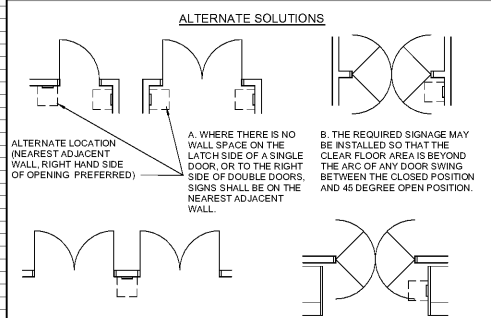 ALTERNATE SOLUTIONS
ALTERNATE LOCATION
(NEAREST ADJACENT
WALL, RIGHT HAND SIDE
OF OPENING PREFERRED)
A. WHERE THERE IS NO
WALL SPACE ON THE
LATCH SIDE OF A SINGLE
DOOR, OR TO THE RIGHT
SIDE OF DOUBLE DOORS,
SIGNS SHALL BE ON THE
NEAREST ADJACENT
WALL.
B. THE REQUIRED SIGNAGE MAY
BE INSTALLED SO THAT THE
CLEAR FLOOR AREA IS BEYOND
THE ARC OF ANY DOOR SWING
BETWEEN THE CLOSED POSITION
AND 45 DEGREE OPEN POSITION.